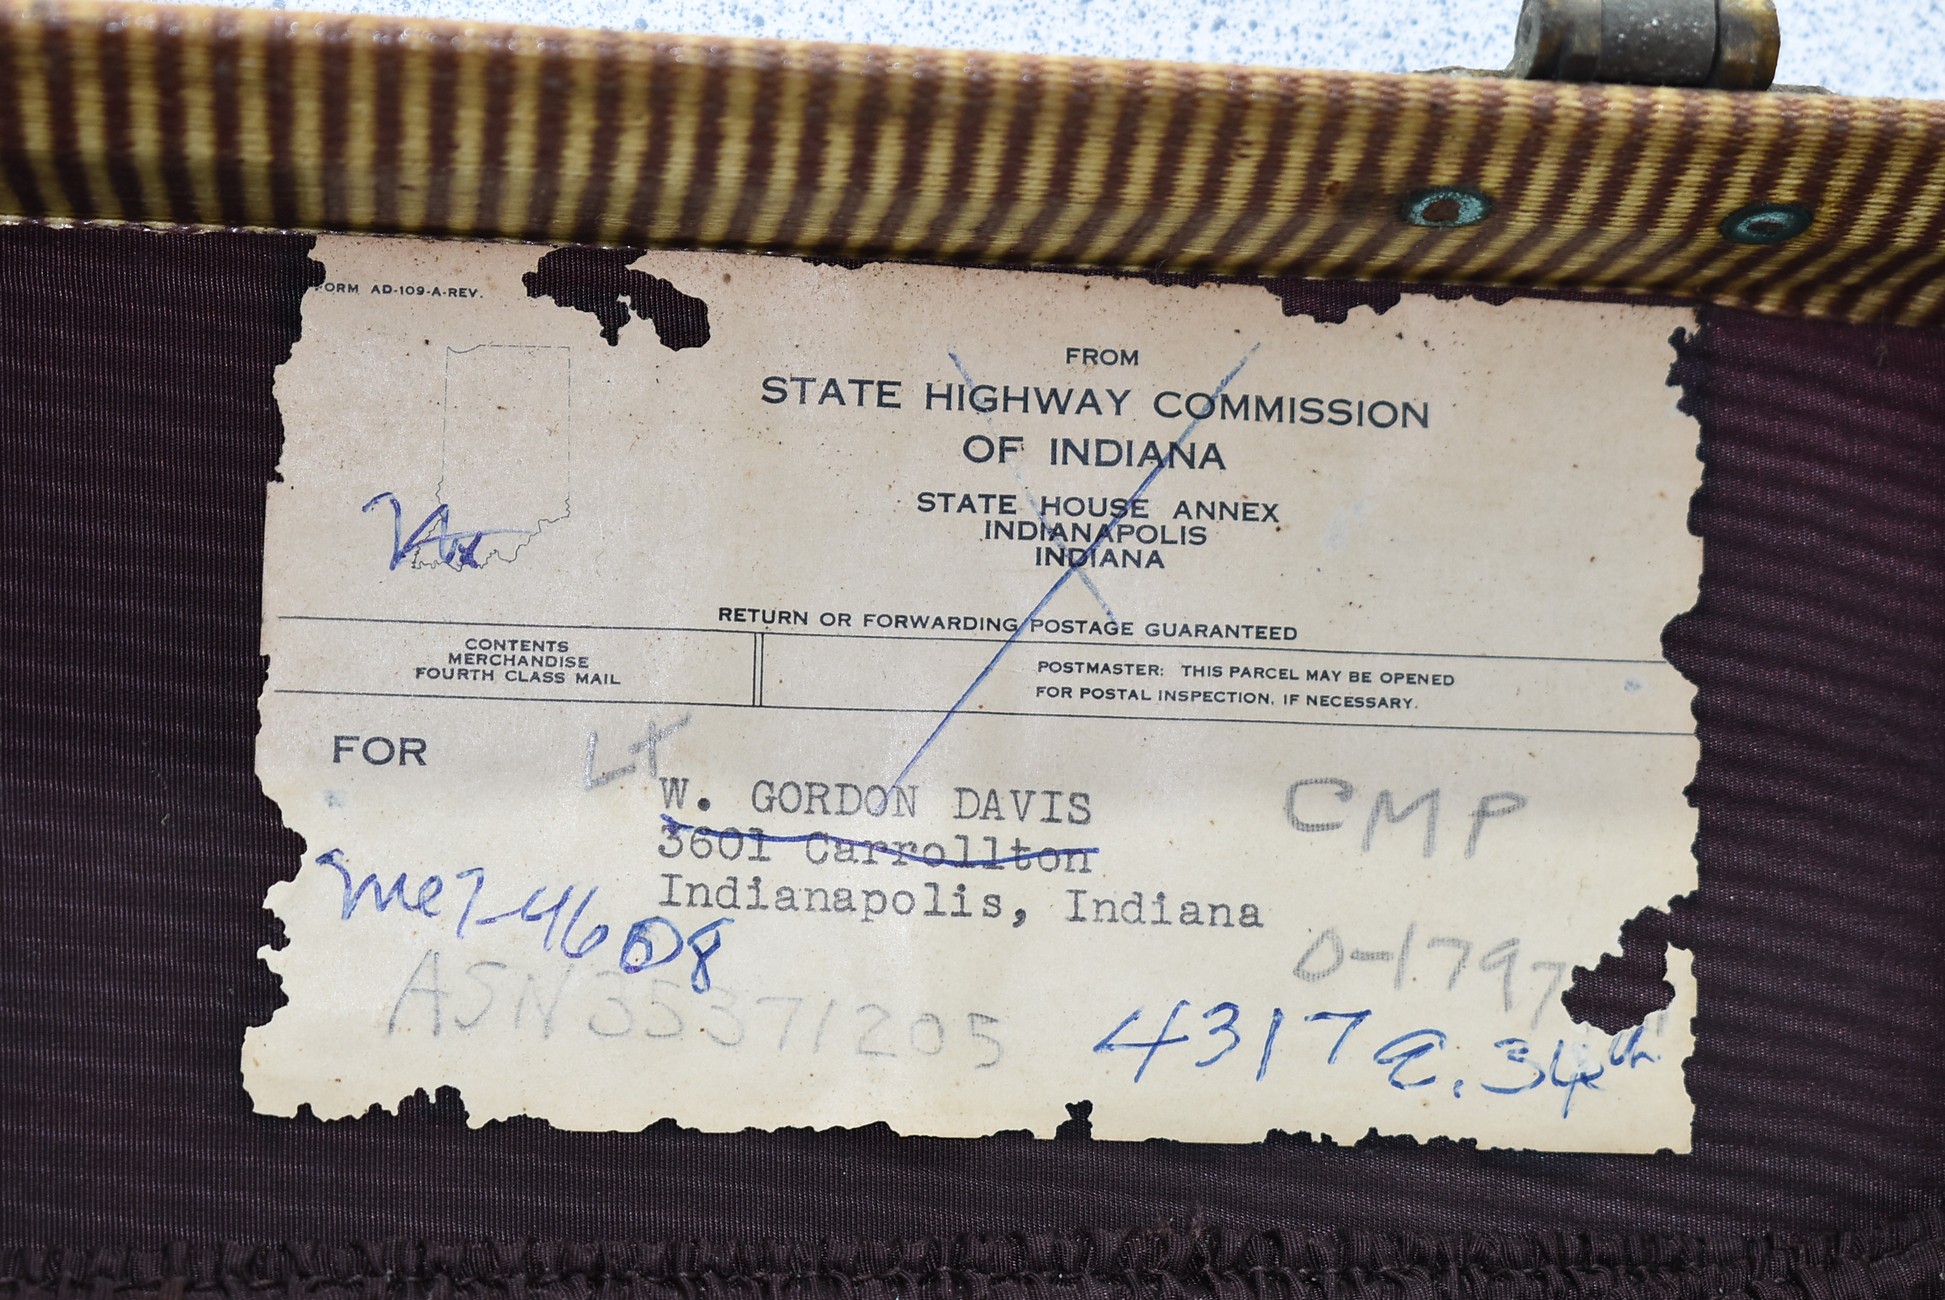 FORM AD-109-A-REV.
FROM
STATE HIGHWAY COMMISSION
OF INDIANA
STATE HOUSE ANNEX
INDIANAPOLIS
INDIANA
RETURN OR FORWARDING POSTAGE GUARANTEED
CONTENTS
MERCHANDISE
FOURTH CLASS MAIL
POSTMASTER: THIS PARCEL MAY BE OPENED
FOR POSTAL INSPECTION, IF NECESSARY.
FOR
Lt
W. GORDON DAVIS
CMP
3601 Carrollton
Indianapolis, Indiana
ASN 35371205
O-1797
4317 E. 34th